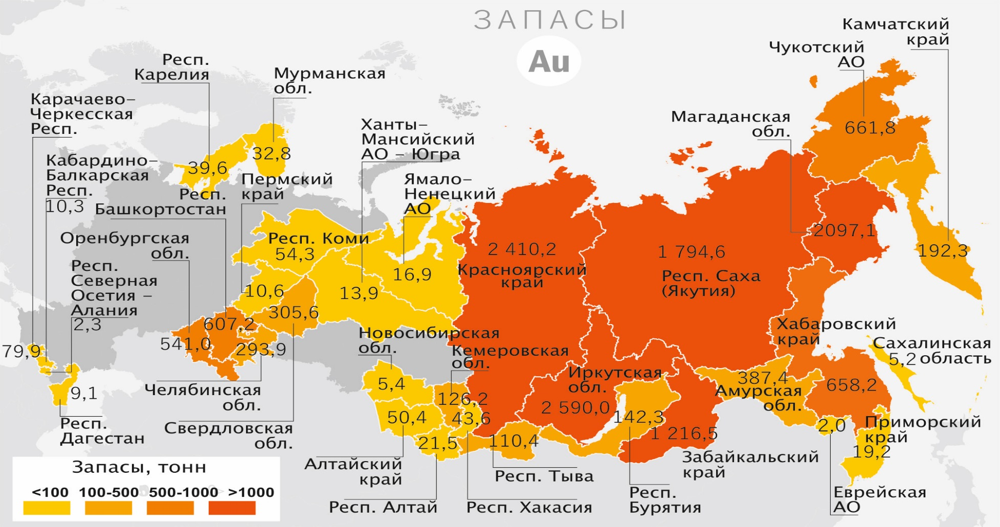 ЗАПАСЫ
Au
Камчатский
край
Чукотский
АО
Респ.
Карелия
Мурманская
обл.
Карачаево-
Черкесская
Респ.
Магаданская
обл.
661,8
Ханты-
Мансийский
АО - Югра
32,8
39,6
Кабардино-
Балкарская
Респ.
10,3
Пермский
край
Ямало-
Ненецкий
АО
Респ.
Башкортостан
2097,1
Оренбургская
обл.
Респ. Коми
54,3
2 410,2
Красноярский
край
1 794,6
Респ. Саха
(Якутия)
192,3
Респ.
Северная
Осетия -
Алания
2,3
16,9
13,9
10,6
305,6
607,2
541,0
293,9
79,9
Хабаровский
край
Сахалинская
5,2 область
Новосибирская
обл.
Кемеровская
обл.
Иркутская
обл.
2 590,0
387,4
Амурская
обл.
658,2
5,4
126,2
9,1
Челябинская
обл.
50,4
43,6
142,3
1 216,5
2,0
Приморский
край
19,2
Респ.
Дагестан
Свердловская
обл.
21,5
110,4
Забайкальский
край
Алтайский
край
Респ. Тыва
Респ.
Бурятия
Еврейская
АО
Респ. Алтай
Респ. Хакасия
Запасы, тонн
<100 100-500 500-1000 >1000